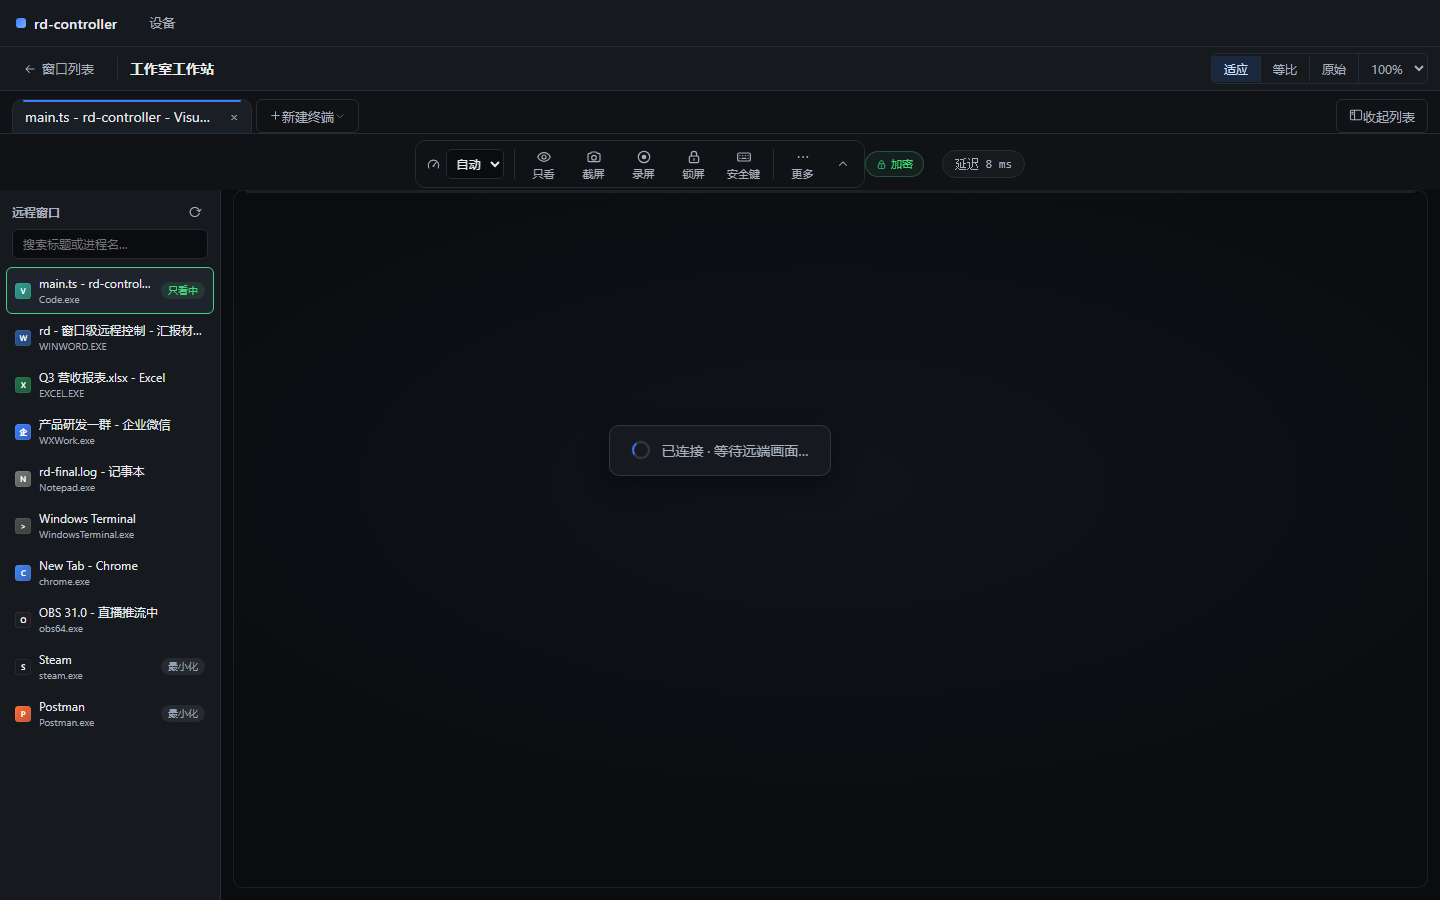 rd-controller 设备
← 窗口列表 工作室工作站 适应 等比 原始 100%
main.ts - rd-controller - Visu... × +新建终端 收起列表
自动 只看 截屏 录屏 锁屏 安全键 更多 加密 延迟 8 ms
远程窗口
搜索标题或进程名...
V main.ts - rd-control... 只看中
Code.exe
W rd - 窗口级远程控制 - 汇报材...
WINWORD.EXE
X Q3 营收报表.xlsx - Excel
EXCEL.EXE
企 产品研发一群 - 企业微信
WXWork.exe
N rd-final.log - 记事本
Notepad.exe
> Windows Terminal
WindowsTerminal.exe
C New Tab - Chrome
chrome.exe
O OBS 31.0 - 直播推流中
obs64.exe
S Steam 最小化
steam.exe
P Postman 最小化
Postman.exe
已连接 · 等待远端画面...